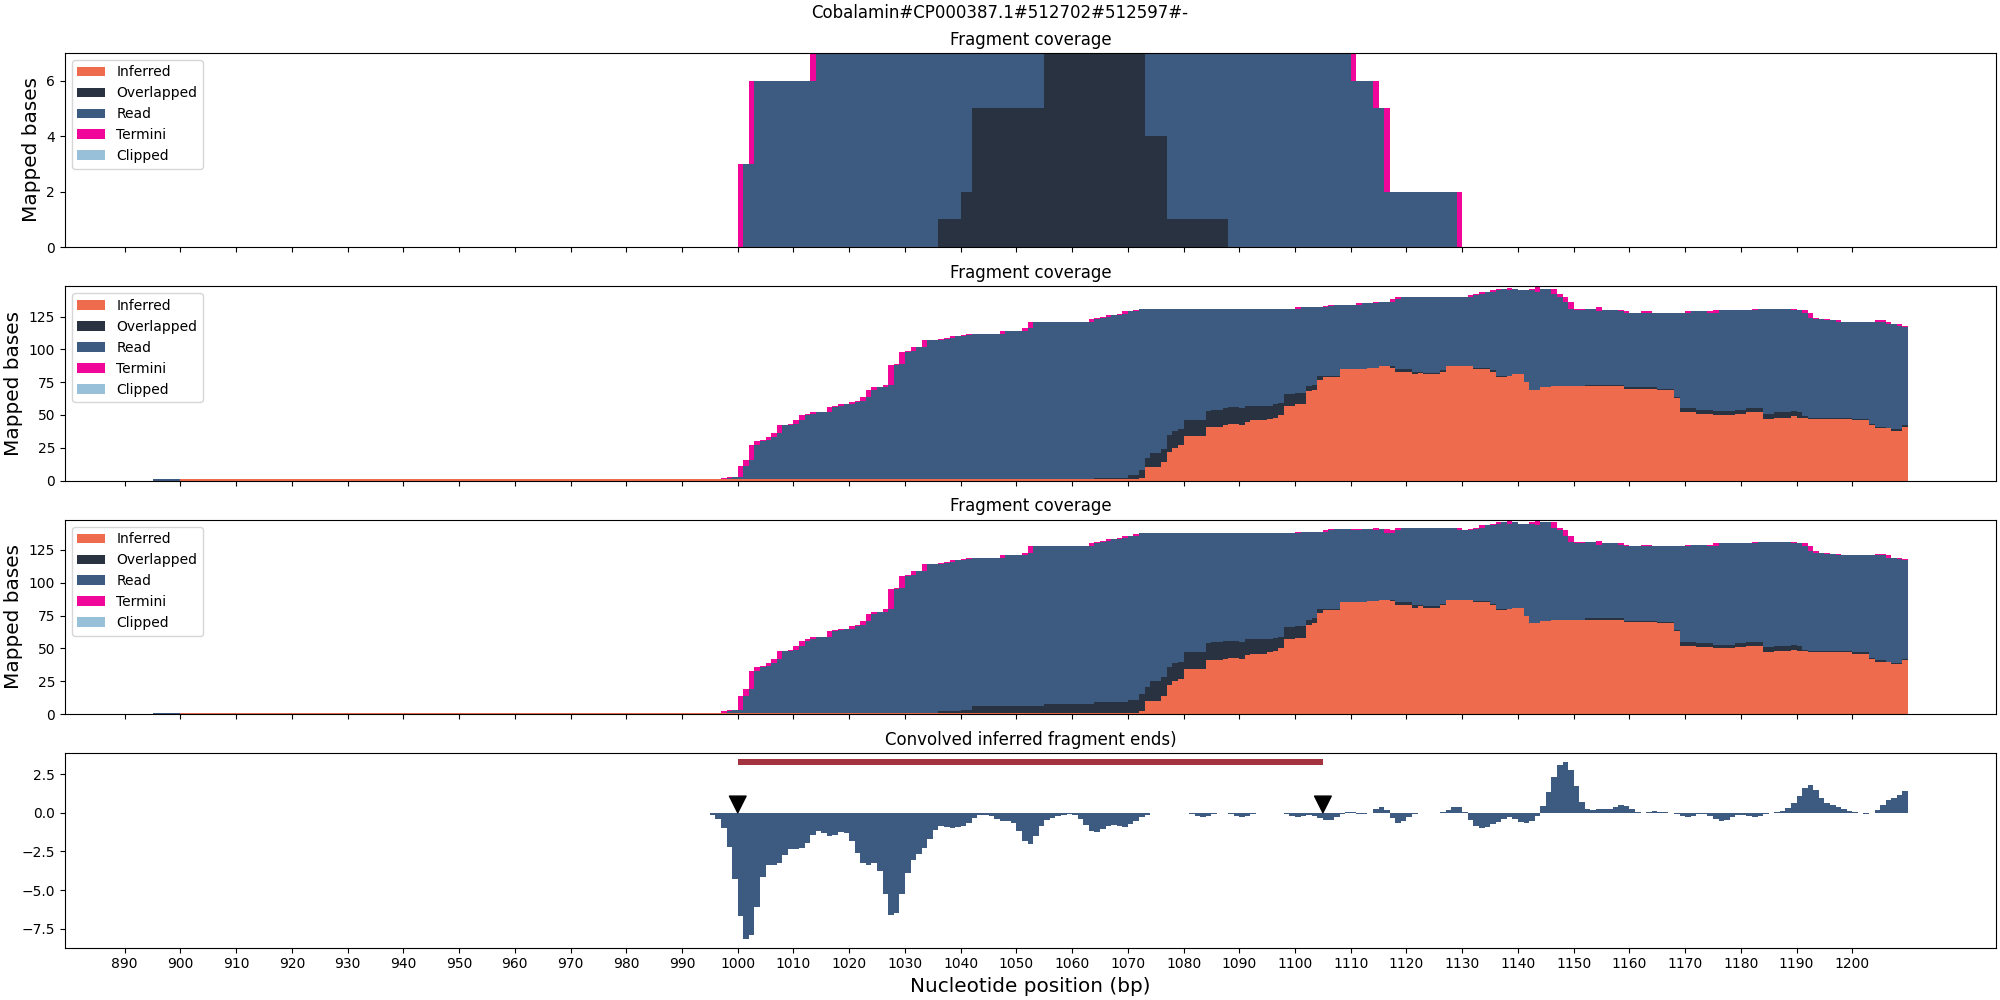 Cobalamin#CP000387.1#512702#512597#-
Fragment coverage
Mapped bases
6
4
2
0
Inferred
Overlapped
Read
Termini
Clipped
Fragment coverage
Mapped bases
125
100
75
50
25
0
Inferred
Overlapped
Read
Termini
Clipped
Fragment coverage
Mapped bases
125
100
75
50
25
0
Inferred
Overlapped
Read
Termini
Clipped
Convolved inferred fragment ends)
2.5
0.0
−2.5
−5.0
−7.5
890 900 910 920 930 940 950 960 970 980 990 1000 1010 1020 1030 1040 1050 1060 1070 1080 1090 1100 1110 1120 1130 1140 1150 1160 1170 1180 1190 1200
Nucleotide position (bp)